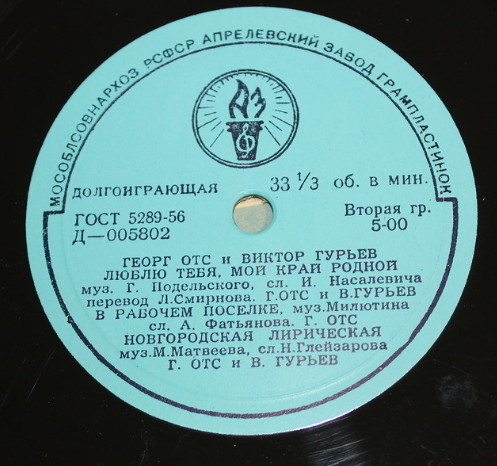 МОСОБЛСОВНАРХОЗ РСФСР АПРЕЛЕВСКИЙ ЗАВОД ГРАМПЛАСТИНОК
АЗ
ДОЛГОИГРАЮЩАЯ 33 1/3 об. в мин.
ГОСТ 5289-56 Вторая гр.
Д—005802 5-00
ГЕОРГ ОТС и ВИКТОР ГУРЬЕВ
ЛЮБЛЮ ТЕБЯ, МОЙ КРАЙ РОДНОЙ
муз. Г. Подельского, сл. И. Насалевича
перевод Л.Смирнова. Г.ОТС и В.ГУРЬЕВ
В РАБОЧЕМ ПОСЕЛКЕ, муз.Милютина
сл. А. Фатьянова. Г. ОТС
НОВГОРОДСКАЯ ЛИРИЧЕСКАЯ
муз.М.Матвеева, сл.Н.Глейзарова
Г. ОТС и В. ГУРЬЕВ